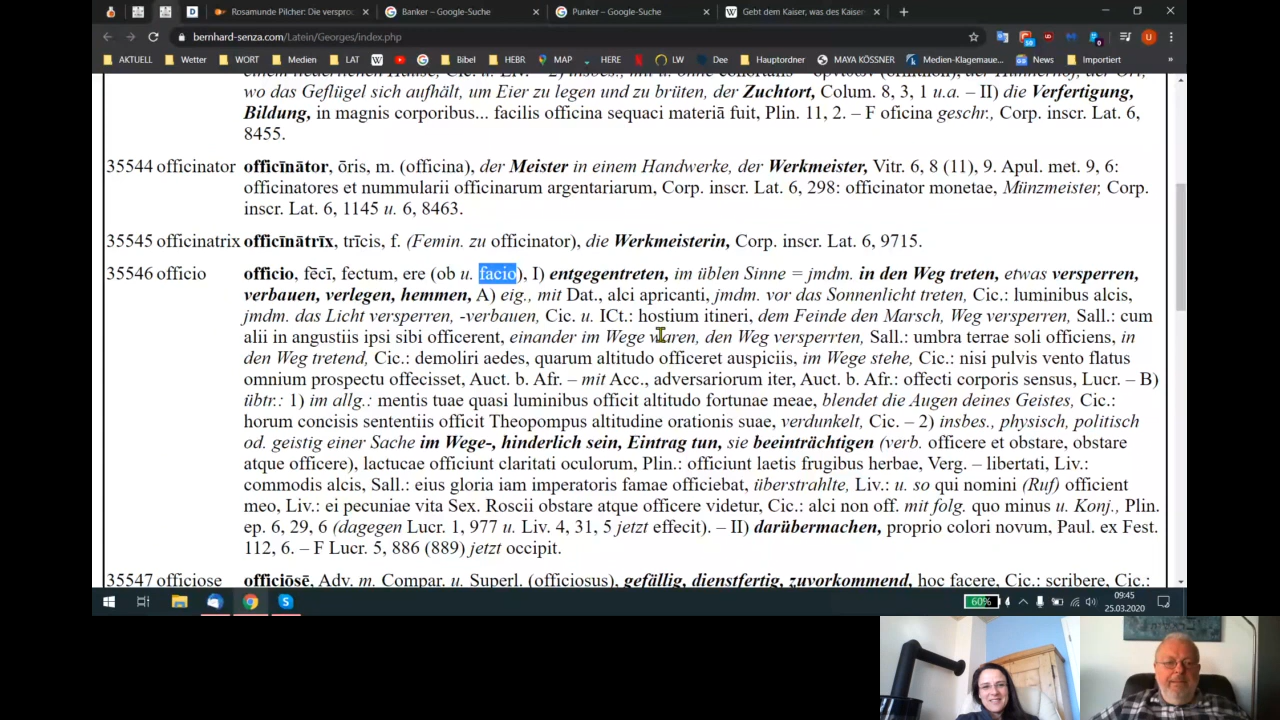 Rosamunde Pilcher: Die verspro
Banker – Google-Suche
Punker – Google-Suche
Gebt dem Kaiser, was des Kaiser
bernhard-senza.com/Latein/Georges/index.php
AKTUELL Wetter WORT Medien LAT Bibel HEBR MAP HERE LW Dee Hauptordner MAYA KÖSSNER Medien-Klagemaue... News Importiert »
wo das Geflügel sich aufhält, um Eier zu legen und zu brüten, der Zuchtort, Colum. 8, 3, 1 u.a. – II) die Verfertigung,
Bildung, in magnis corporibus... facilis officina sequaci materiā fuit, Plin. 11, 2. – F oficina geschr., Corp. inscr. Lat. 6,
8455.
35544 officinator officīnātor, ōris, m. (officina), der Meister in einem Handwerke, der Werkmeister, Vitr. 6, 8 (11), 9. Apul. met. 9, 6:
officinatores et nummularii officinarum argentariarum, Corp. inscr. Lat. 6, 298: officinator monetae, Münzmeister, Corp.
inscr. Lat. 6, 1145 u. 6, 8463.
35545 officinatrix officīnātrīx, trīcis, f. (Femin. zu officinator), die Werkmeisterin, Corp. inscr. Lat. 6, 9715.
35546 officio officio, fēcī, fectum, ere (ob u. facio), I) entgegentreten, im üblen Sinne = jmdm. in den Weg treten, etwas versperren,
verbauen, verlegen, hemmen, A) eig., mit Dat., alci apricanti, jmdm. vor das Sonnenlicht treten, Cic.: luminibus alcis,
jmdm. das Licht versperren, -verbauen, Cic. u. ICt.: hostium itineri, dem Feinde den Marsch, Weg versperren, Sall.: cum
alii in angustiis ipsi sibi officerent, einander im Wege waren, den Weg versperrten, Sall.: umbra terrae soli officiens, in
den Weg tretend, Cic.: demoliri aedes, quarum altitudo officeret auspiciis, im Wege stehe, Cic.: nisi pulvis vento flatus
omnium prospectu offecisset, Auct. b. Afr. – mit Acc., adversariorum iter, Auct. b. Afr.: offecti corporis sensus, Lucr. – B)
übtr.: 1) im allg.: mentis tuae quasi luminibus officit altitudo fortunae meae, blendet die Augen deines Geistes, Cic.:
horum concisis sententiis officit Theopompus altitudine orationis suae, verdunkelt, Cic. – 2) insbes., physisch, politisch
od. geistig einer Sache im Wege-, hinderlich sein, Eintrag tun, sie beeinträchtigen (verb. officere et obstare, obstare
atque officere), lactucae officiunt claritati oculorum, Plin.: officiunt laetis frugibus herbae, Verg. – libertati, Liv.:
commodis alcis, Sall.: eius gloria iam imperatoris famae officiebat, überstrahlte, Liv.: u. so qui nomini (Ruf) officient
meo, Liv.: ei pecuniae vita Sex. Roscii obstare atque officere videtur, Cic.: alci non off. mit folg. quo minus u. Konj., Plin.
ep. 6, 29, 6 (dagegen Lucr. 1, 977 u. Liv. 4, 31, 5 jetzt effecit). – II) darübermachen, proprio colori novum, Paul. ex Fest.
112, 6. – F Lucr. 5, 886 (889) jetzt occipit.
35547 officiose officiōsē, Adv. m. Compar. u. Superl. (officiosus), gefällig, dienstfertig, zuvorkommend, hoc facere, Cic.: scribere, Cic.:
60%
09:45
25.03.2020